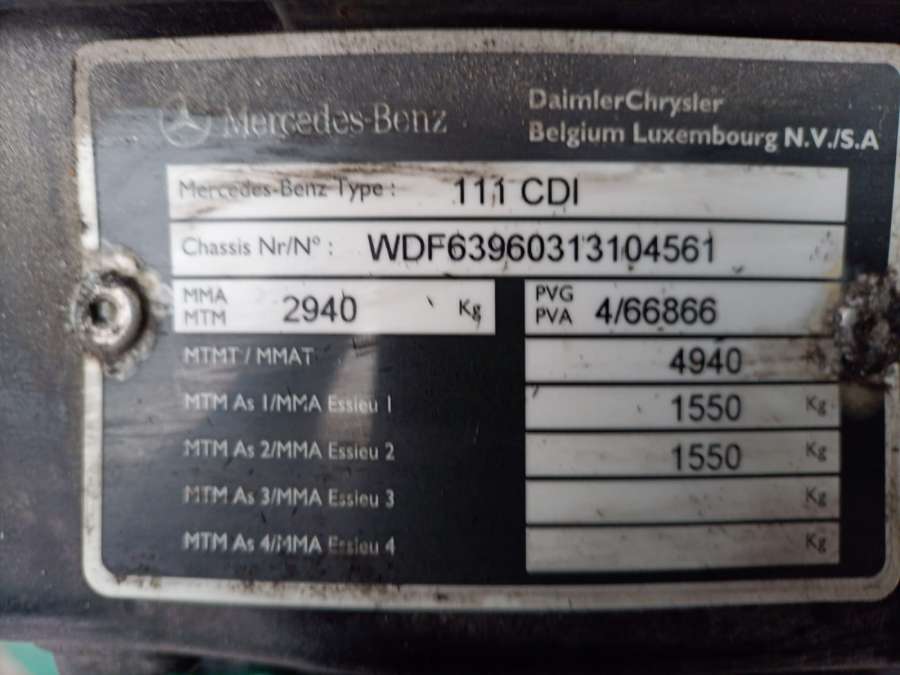 Mercedes-Benz
DaimlerChrysler
Belgium Luxembourg N.V./S.A
Mercedes-Benz Type : 111 CDI
Chassis Nr/N° : WDF63960313104561
MMA
MTM 2940 Kg
PVG
PVA 4/66866
MTMT / MMAT 4940
MTM As 1/MMA Essieu 1 1550 Kg
MTM As 2/MMA Essieu 2 1550 Kg
MTM As 3/MMA Essieu 3 Kg
MTM As 4/MMA Essieu 4 Kg